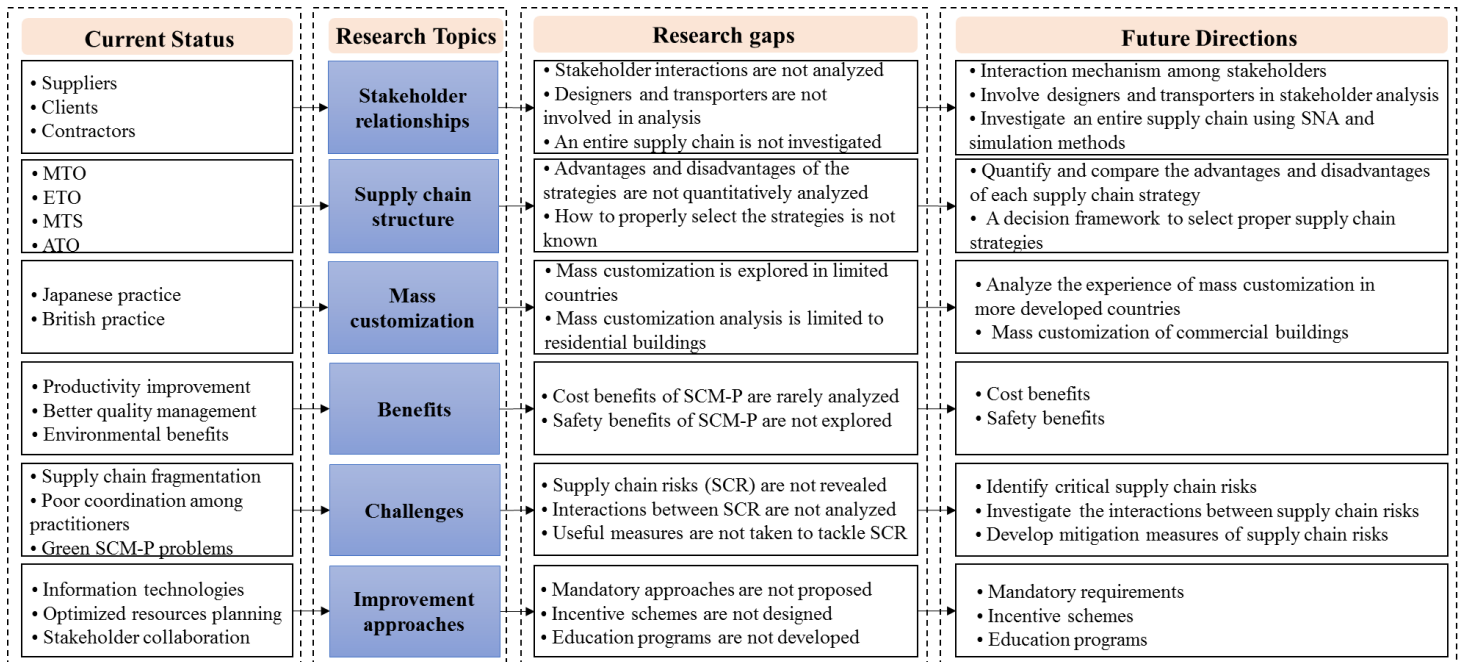 Current Status
Research Topics
Research gaps
Future Directions
• Suppliers
• Clients
• Contractors
Stakeholder
relationships
• Stakeholder interactions are not analyzed
• Designers and transporters are not
involved in analysis
• An entire supply chain is not investigated
• Interaction mechanism among stakeholders
• Involve designers and transporters in stakeholder analysis
• Investigate an entire supply chain using SNA and
simulation methods
• MTO
• ETO
• MTS
• ATO
Supply chain
structure
• Advantages and disadvantages of the
strategies are not quantitatively analyzed
• How to properly select the strategies is not
known
• Quantify and compare the advantages and disadvantages
of each supply chain strategy
• A decision framework to select proper supply chain
strategies
• Japanese practice
• British practice
Mass
customization
• Mass customization is explored in limited
countries
• Mass customization analysis is limited to
residential buildings
• Analyze the experience of mass customization in
more developed countries
• Mass customization of commercial buildings
• Productivity improvement
• Better quality management
• Environmental benefits
Benefits
• Cost benefits of SCM-P are rarely analyzed
• Safety benefits of SCM-P are not explored
• Cost benefits
• Safety benefits
• Supply chain fragmentation
• Poor coordination among
practitioners
• Green SCM-P problems
Challenges
• Supply chain risks (SCR) are not revealed
• Interactions between SCR are not analyzed
• Useful measures are not taken to tackle SCR
• Identify critical supply chain risks
• Investigate the interactions between supply chain risks
• Develop mitigation measures of supply chain risks
• Information technologies
• Optimized resources planning
• Stakeholder collaboration
Improvement
approaches
• Mandatory approaches are not proposed
• Incentive schemes are not designed
• Education programs are not developed
• Mandatory requirements
• Incentive schemes
• Education programs